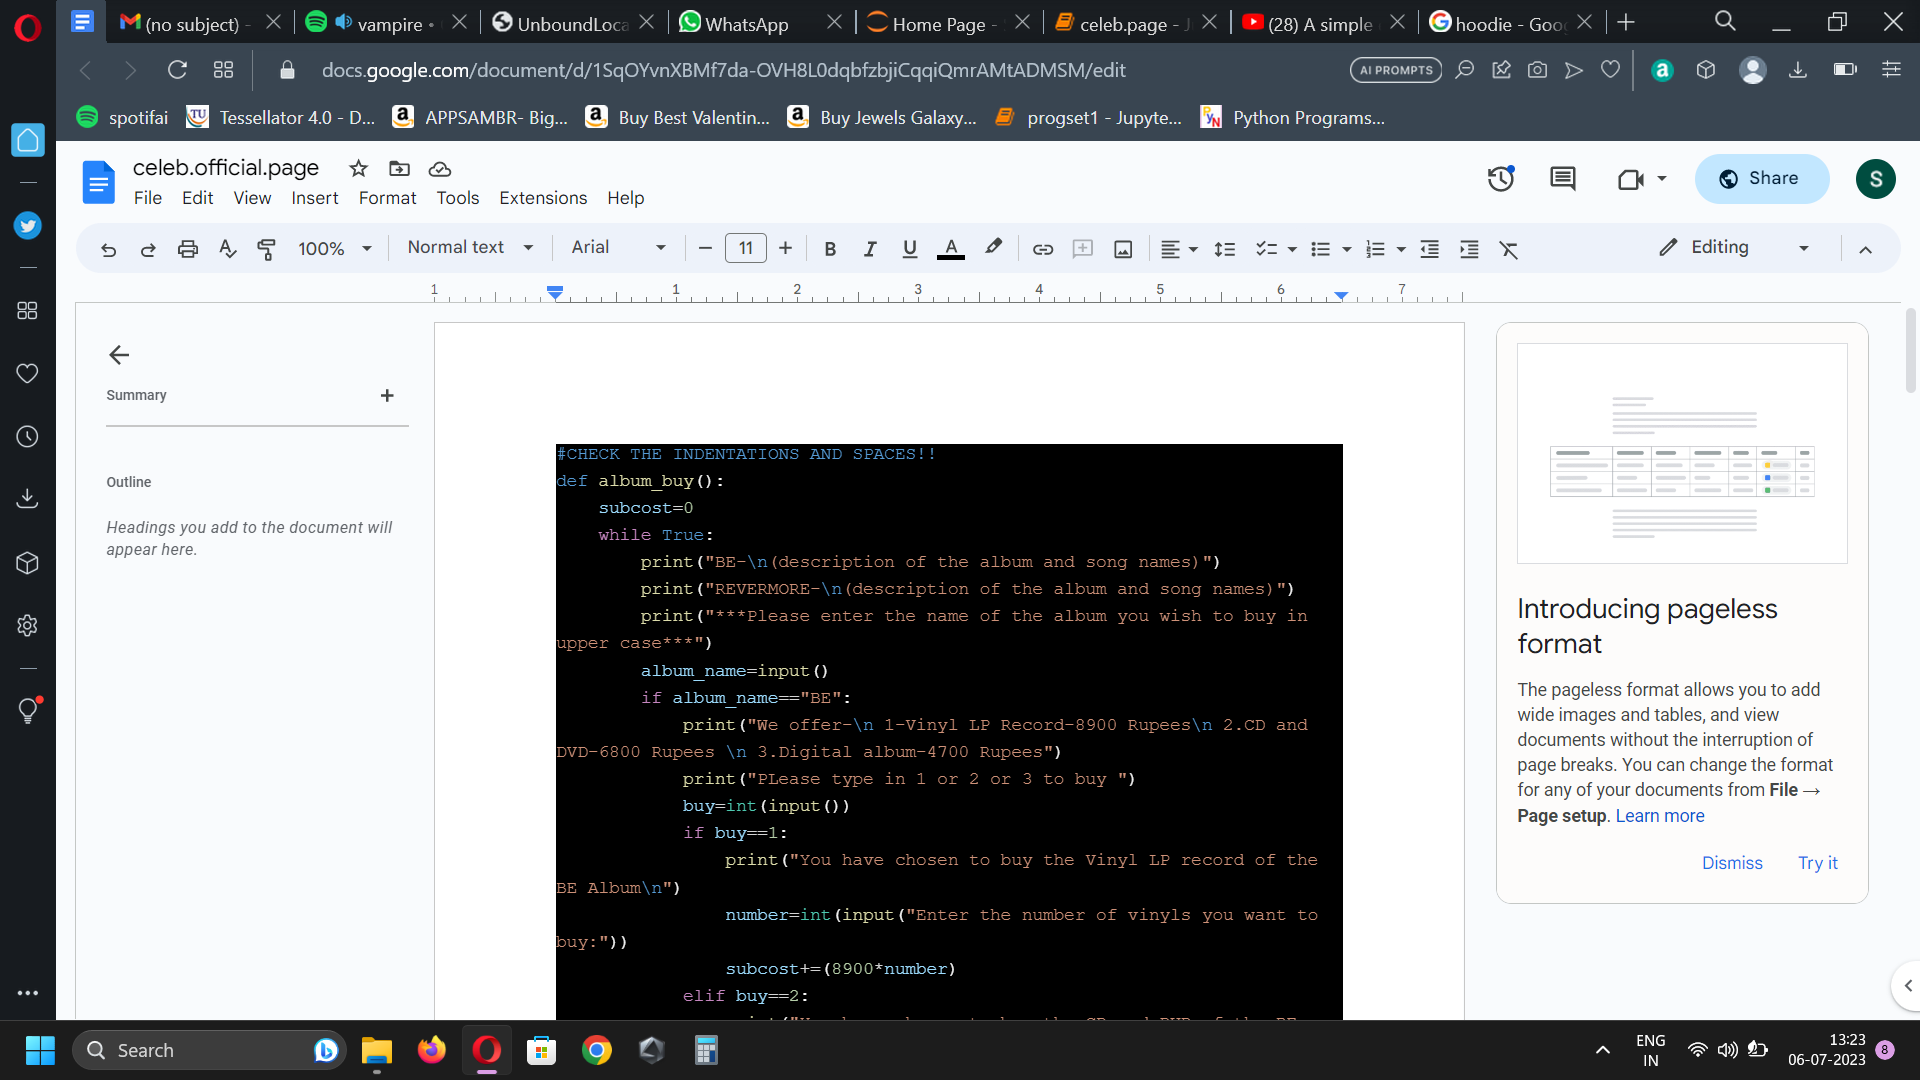 (no subject) -
vampire •
UnboundLoca
WhatsApp
Home Page -
celeb.page - J
(28) A simple
hoodie - Goo
docs.google.com/document/d/1SqOYvnXBMf7da-OVH8L0dqbfzbjiCqqiQmrAMtADMSM/edit
AI PROMPTS
spotifai
Tessellator 4.0 - D...
APPSAMBR- Big...
Buy Best Valentin...
Buy Jewels Galaxy...
progset1 - Jupyte...
Python Programs...
celeb.official.page
File Edit View Insert Format Tools Extensions Help
Share
S
100%
Normal text
Arial
11
Editing
1 1 2 3 4 5 6 7
Summary
Outline
Headings you add to the document will
appear here.
#CHECK THE INDENTATIONS AND SPACES!!
def album_buy():
    subcost=0
    while True:
        print("BE-\n(description of the album and song names)")
        print("REVERMORE-\n(description of the album and song names)")
        print("***Please enter the name of the album you wish to buy in
upper case***")
        album_name=input()
        if album_name=="BE":
            print("We offer-\n 1-Vinyl LP Record-8900 Rupees\n 2.CD and
DVD-6800 Rupees \n 3.Digital album-4700 Rupees")
            print("PLease type in 1 or 2 or 3 to buy ")
            buy=int(input())
            if buy==1:
                print("You have chosen to buy the Vinyl LP record of the
BE Album\n")
                number=int(input("Enter the number of vinyls you want to
buy:"))
                subcost+=(8900*number)
            elif buy==2:
Introducing pageless
format
The pageless format allows you to add
wide images and tables, and view
documents without the interruption of
page breaks. You can change the format
for any of your documents from File →
Page setup. Learn more
Dismiss
Try it
Search
ENG
IN
13:23
06-07-2023
8